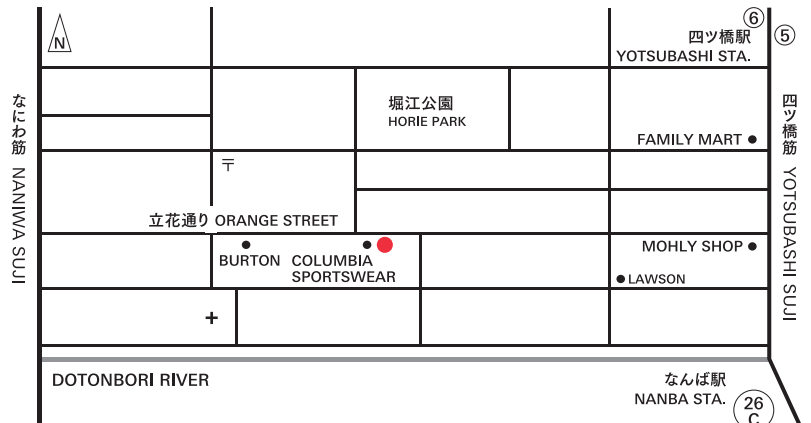 N
⑥
四ツ橋駅
YOTSUBASHI STA.
⑤
堀江公園
HORIE PARK
なにわ筋 NANIWA SUJI
四ツ橋筋 YOTSUBASHI SUJI
FAMILY MART
〒
立花通り ORANGE STREET
BURTON
COLUMBIA
SPORTSWEAR
MOHLY SHOP
LAWSON
DOTONBORI RIVER
なんば駅
NANBA STA.
26
C